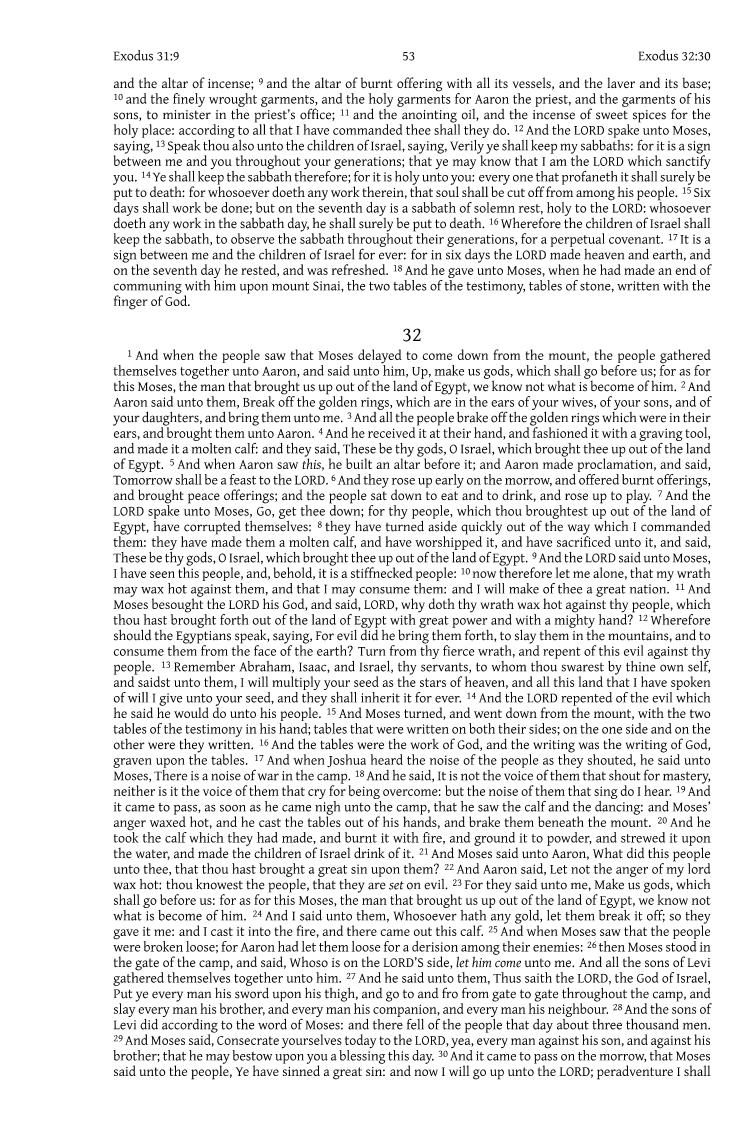 Exodus 31:9 53 Exodus 32:30
and the altar of incense; 9 and the altar of burnt offering with all its vessels, and the laver and its base;
10 and the finely wrought garments, and the holy garments for Aaron the priest, and the garments of his
sons, to minister in the priest's office; 11 and the anointing oil, and the incense of sweet spices for the
holy place: according to all that I have commanded thee shall they do. 12 And the LORD spake unto Moses,
saying, 13 Speak thou also unto the children of Israel, saying, Verily ye shall keep my sabbaths: for it is a sign
between me and you throughout your generations; that ye may know that I am the LORD which sanctify
you. 14 Ye shall keep the sabbath therefore; for it is holy unto you: every one that profaneth it shall surely be
put to death: for whosoever doeth any work therein, that soul shall be cut off from among his people. 15 Six
days shall work be done; but on the seventh day is a sabbath of solemn rest, holy to the LORD: whosoever
doeth any work in the sabbath day, he shall surely be put to death. 16 Wherefore the children of Israel shall
keep the sabbath, to observe the sabbath throughout their generations, for a perpetual covenant. 17 It is a
sign between me and the children of Israel for ever: for in six days the LORD made heaven and earth, and
on the seventh day he rested, and was refreshed. 18 And he gave unto Moses, when he had made an end of
communing with him upon mount Sinai, the two tables of the testimony, tables of stone, written with the
finger of God.
32
1 And when the people saw that Moses delayed to come down from the mount, the people gathered
themselves together unto Aaron, and said unto him, Up, make us gods, which shall go before us; for as for
this Moses, the man that brought us up out of the land of Egypt, we know not what is become of him. 2 And
Aaron said unto them, Break off the golden rings, which are in the ears of your wives, of your sons, and of
your daughters, and bring them unto me. 3 And all the people brake off the golden rings which were in their
ears, and brought them unto Aaron. 4 And he received it at their hand, and fashioned it with a graving tool,
and made it a molten calf: and they said, These be thy gods, O Israel, which brought thee up out of the land
of Egypt. 5 And when Aaron saw this, he built an altar before it; and Aaron made proclamation, and said,
Tomorrow shall be a feast to the LORD. 6 And they rose up early on the morrow, and offered burnt offerings,
and brought peace offerings; and the people sat down to eat and to drink, and rose up to play. 7 And the
LORD spake unto Moses, Go, get thee down; for thy people, which thou broughtest up out of the land of
Egypt, have corrupted themselves: 8 they have turned aside quickly out of the way which I commanded
them: they have made them a molten calf, and have worshipped it, and have sacrificed unto it, and said,
These be thy gods, O Israel, which brought thee up out of the land of Egypt. 9 And the LORD said unto Moses,
I have seen this people, and, behold, it is a stiffnecked people: 10 now therefore let me alone, that my wrath
may wax hot against them, and that I may consume them: and I will make of thee a great nation. 11 And
Moses besought the LORD his God, and said, LORD, why doth thy wrath wax hot against thy people, which
thou hast brought forth out of the land of Egypt with great power and with a mighty hand? 12 Wherefore
should the Egyptians speak, saying, For evil did he bring them forth, to slay them in the mountains, and to
consume them from the face of the earth? Turn from thy fierce wrath, and repent of this evil against thy
people. 13 Remember Abraham, Isaac, and Israel, thy servants, to whom thou swarest by thine own self,
and saidst unto them, I will multiply your seed as the stars of heaven, and all this land that I have spoken
of will I give unto your seed, and they shall inherit it for ever. 14 And the LORD repented of the evil which
he said he would do unto his people. 15 And Moses turned, and went down from the mount, with the two
tables of the testimony in his hand; tables that were written on both their sides; on the one side and on the
other were they written. 16 And the tables were the work of God, and the writing was the writing of God,
graven upon the tables. 17 And when Joshua heard the noise of the people as they shouted, he said unto
Moses, There is a noise of war in the camp. 18 And he said, It is not the voice of them that shout for mastery,
neither is it the voice of them that cry for being overcome: but the noise of them that sing do I hear. 19 And
it came to pass, as soon as he came nigh unto the camp, that he saw the calf and the dancing: and Moses'
anger waxed hot, and he cast the tables out of his hands, and brake them beneath the mount. 20 And he
took the calf which they had made, and burnt it with fire, and ground it to powder, and strewed it upon
the water, and made the children of Israel drink of it. 21 And Moses said unto Aaron, What did this people
unto thee, that thou hast brought a great sin upon them? 22 And Aaron said, Let not the anger of my lord
wax hot: thou knowest the people, that they are set on evil. 23 For they said unto me, Make us gods, which
shall go before us: for as for this Moses, the man that brought us up out of the land of Egypt, we know not
what is become of him. 24 And I said unto them, Whosoever hath any gold, let them break it off; so they
gave it me: and I cast it into the fire, and there came out this calf. 25 And when Moses saw that the people
were broken loose; for Aaron had let them loose for a derision among their enemies: 26 then Moses stood in
the gate of the camp, and said, Whoso is on the LORD'S side, let him come unto me. And all the sons of Levi
gathered themselves together unto him. 27 And he said unto them, Thus saith the LORD, the God of Israel,
Put ye every man his sword upon his thigh, and go to and fro from gate to gate throughout the camp, and
slay every man his brother, and every man his companion, and every man his neighbour. 28 And the sons of
Levi did according to the word of Moses: and there fell of the people that day about three thousand men.
29 And Moses said, Consecrate yourselves today to the LORD, yea, every man against his son, and against his
brother; that he may bestow upon you a blessing this day. 30 And it came to pass on the morrow, that Moses
said unto the people, Ye have sinned a great sin: and now I will go up unto the LORD; peradventure I shall